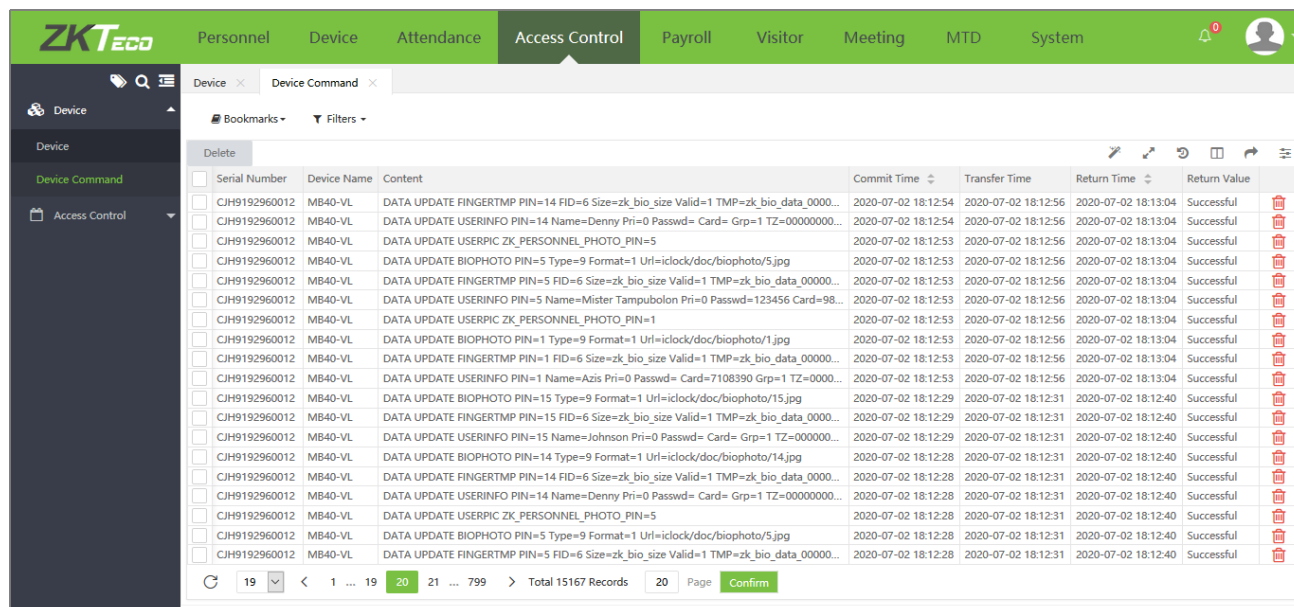 ZKTeco Personnel Device Attendance Access Control Payroll Visitor Meeting MTD System 0
Device × Device Command ×
Device
Bookmarks Filters
Device
Delete
Device Command
Access Control
Serial Number Device Name Content Commit Time Transfer Time Return Time Return Value
CJH9192960012 MB40-VL DATA UPDATE FINGERTMP PIN=14 FID=6 Size=zk_bio_size Valid=1 TMP=zk_bio_data_0000... 2020-07-02 18:12:54 2020-07-02 18:12:56 2020-07-02 18:13:04 Successful
CJH9192960012 MB40-VL DATA UPDATE USERINFO PIN=14 Name=Denny Pri=0 Passwd= Card= Grp=1 TZ=00000000... 2020-07-02 18:12:54 2020-07-02 18:12:56 2020-07-02 18:13:04 Successful
CJH9192960012 MB40-VL DATA UPDATE USERPIC ZK_PERSONNEL_PHOTO_PIN=5 2020-07-02 18:12:53 2020-07-02 18:12:56 2020-07-02 18:13:04 Successful
CJH9192960012 MB40-VL DATA UPDATE BIOPHOTO PIN=5 Type=9 Format=1 Url=iclock/doc/biophoto/5.jpg 2020-07-02 18:12:53 2020-07-02 18:12:56 2020-07-02 18:13:04 Successful
CJH9192960012 MB40-VL DATA UPDATE FINGERTMP PIN=5 FID=6 Size=zk_bio_size Valid=1 TMP=zk_bio_data_00000... 2020-07-02 18:12:53 2020-07-02 18:12:56 2020-07-02 18:13:04 Successful
CJH9192960012 MB40-VL DATA UPDATE USERINFO PIN=5 Name=Mister Tampubolon Pri=0 Passwd=123456 Card=98... 2020-07-02 18:12:53 2020-07-02 18:12:56 2020-07-02 18:13:04 Successful
CJH9192960012 MB40-VL DATA UPDATE USERPIC ZK_PERSONNEL_PHOTO_PIN=1 2020-07-02 18:12:53 2020-07-02 18:12:56 2020-07-02 18:13:04 Successful
CJH9192960012 MB40-VL DATA UPDATE BIOPHOTO PIN=1 Type=9 Format=1 Url=iclock/doc/biophoto/1.jpg 2020-07-02 18:12:53 2020-07-02 18:12:56 2020-07-02 18:13:04 Successful
CJH9192960012 MB40-VL DATA UPDATE FINGERTMP PIN=1 FID=6 Size=zk_bio_size Valid=1 TMP=zk_bio_data_00000... 2020-07-02 18:12:53 2020-07-02 18:12:56 2020-07-02 18:13:04 Successful
CJH9192960012 MB40-VL DATA UPDATE USERINFO PIN=1 Name=Azis Pri=0 Passwd= Card=7108390 Grp=1 TZ=0000... 2020-07-02 18:12:53 2020-07-02 18:12:56 2020-07-02 18:13:04 Successful
CJH9192960012 MB40-VL DATA UPDATE BIOPHOTO PIN=15 Type=9 Format=1 Url=iclock/doc/biophoto/15.jpg 2020-07-02 18:12:29 2020-07-02 18:12:31 2020-07-02 18:12:40 Successful
CJH9192960012 MB40-VL DATA UPDATE FINGERTMP PIN=15 FID=6 Size=zk_bio_size Valid=1 TMP=zk_bio_data_0000... 2020-07-02 18:12:29 2020-07-02 18:12:31 2020-07-02 18:12:40 Successful
CJH9192960012 MB40-VL DATA UPDATE USERINFO PIN=15 Name=Johnson Pri=0 Passwd= Card= Grp=1 TZ=000000... 2020-07-02 18:12:29 2020-07-02 18:12:31 2020-07-02 18:12:40 Successful
CJH9192960012 MB40-VL DATA UPDATE BIOPHOTO PIN=14 Type=9 Format=1 Url=iclock/doc/biophoto/14.jpg 2020-07-02 18:12:28 2020-07-02 18:12:31 2020-07-02 18:12:40 Successful
CJH9192960012 MB40-VL DATA UPDATE FINGERTMP PIN=14 FID=6 Size=zk_bio_size Valid=1 TMP=zk_bio_data_0000... 2020-07-02 18:12:28 2020-07-02 18:12:31 2020-07-02 18:12:40 Successful
CJH9192960012 MB40-VL DATA UPDATE USERINFO PIN=14 Name=Denny Pri=0 Passwd= Card= Grp=1 TZ=00000000... 2020-07-02 18:12:28 2020-07-02 18:12:31 2020-07-02 18:12:40 Successful
CJH9192960012 MB40-VL DATA UPDATE USERPIC ZK_PERSONNEL_PHOTO_PIN=5 2020-07-02 18:12:28 2020-07-02 18:12:31 2020-07-02 18:12:40 Successful
CJH9192960012 MB40-VL DATA UPDATE BIOPHOTO PIN=5 Type=9 Format=1 Url=iclock/doc/biophoto/5.jpg 2020-07-02 18:12:28 2020-07-02 18:12:31 2020-07-02 18:12:40 Successful
CJH9192960012 MB40-VL DATA UPDATE FINGERTMP PIN=5 FID=6 Size=zk_bio_size Valid=1 TMP=zk_bio_data_00000... 2020-07-02 18:12:28 2020-07-02 18:12:31 2020-07-02 18:12:40 Successful
19 < 1 ... 19 20 21 ... 799 > Total 15167 Records 20 Page Confirm